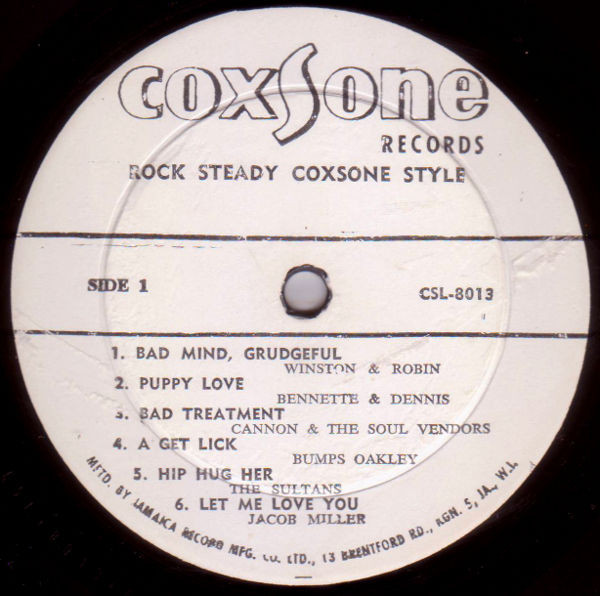 coxsone
RECORDS
ROCK STEADY COXSONE STYLE
SIDE 1
CSL-8013
1. BAD MIND, GRUDGEFUL
WINSTON & ROBIN
2. PUPPY LOVE
BENNETTE & DENNIS
3. BAD TREATMENT
CANNON & THE SOUL VENDORS
4. A GET LICK
BUMPS OAKLEY
5. HIP HUG HER
THE SULTANS
6. LET ME LOVE YOU
JACOB MILLER
MFTD. BY JAMAICA RECORD MFG. CO. LTD., 13 BRENTFORD RD., KGN. 5, JA., W.I.